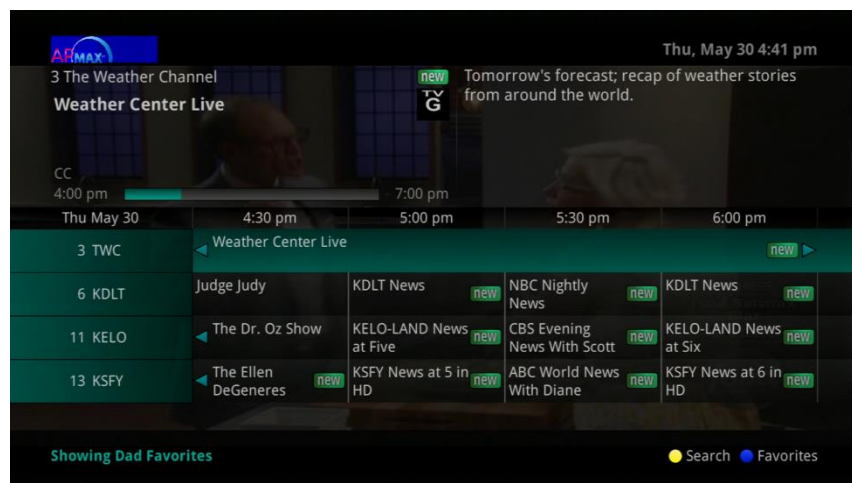 APMAX
Thu, May 30 4:41 pm
3 The Weather Channel
new
Weather Center Live
TV
G
Tomorrow's forecast; recap of weather stories
from around the world.
CC
4:00 pm
7:00 pm
Thu May 30 4:30 pm 5:00 pm 5:30 pm 6:00 pm
3 TWC Weather Center Live new
6 KDLT Judge Judy KDLT News new NBC Nightly
News new KDLT News new
11 KELO The Dr. Oz Show KELO-LAND News
at Five new CBS Evening
News With Scott new KELO-LAND News
at Six new
13 KSFY The Ellen
DeGeneres new KSFY News at 5 in
HD new ABC World News
With Diane new KSFY News at 6 in
HD new
Showing Dad Favorites
Search Favorites